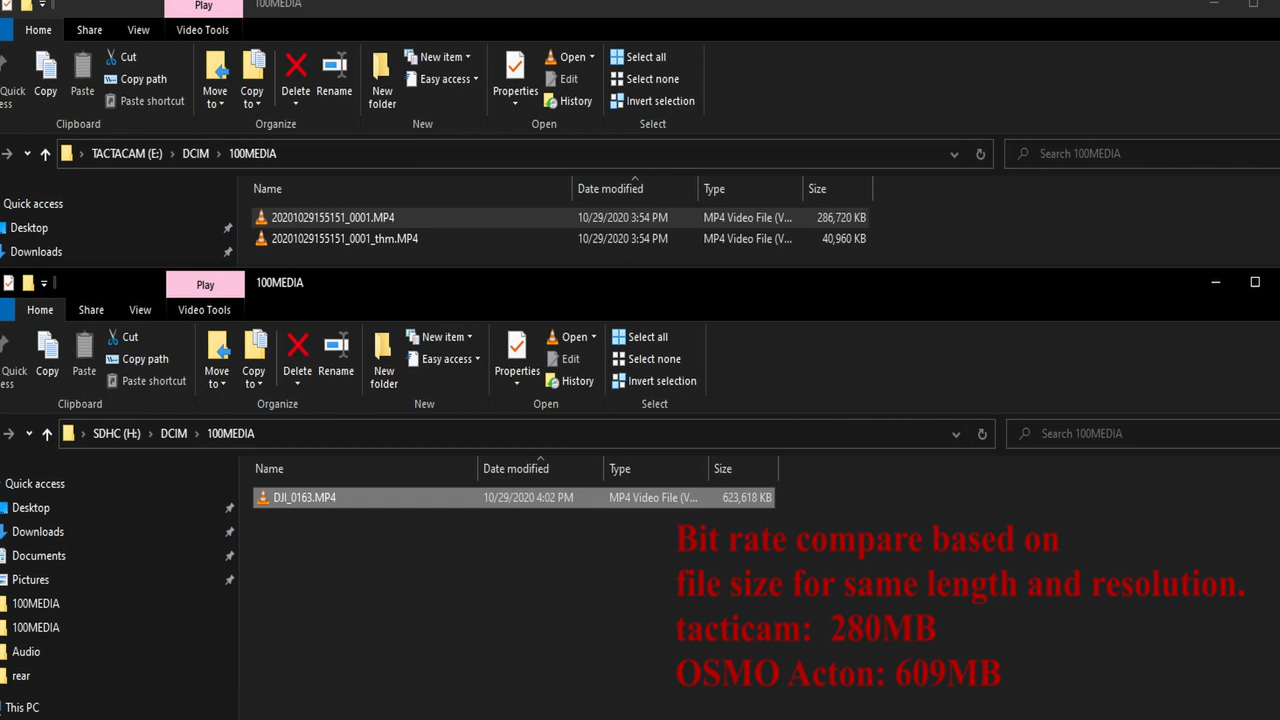 Play
100MEDIA
Home Share View Video Tools
Cut
Copy path
Paste shortcut
Quick
Copy
Paste
Move to
Copy to
Delete
Rename
New folder
New item
Easy access
Properties
Open
Edit
History
Select all
Select none
Invert selection
Clipboard Organize New Open Select
TACTACAM (E:) DCIM 100MEDIA
Search 100MEDIA
Name Date modified Type Size
Quick access
20201029155151_0001.MP4 10/29/2020 3:54 PM MP4 Video File (V... 286,720 KB
Desktop
20201029155151_0001_thm.MP4 10/29/2020 3:54 PM MP4 Video File (V... 40,960 KB
Downloads
Play
100MEDIA
Home Share View Video Tools
Cut
Copy path
Paste shortcut
Quick
Copy
Paste
Move to
Copy to
Delete
Rename
New folder
New item
Easy access
Properties
Open
Edit
History
Select all
Select none
Invert selection
Clipboard Organize New Open Select
SDHC (H:) DCIM 100MEDIA
Search 100MEDIA
Name Date modified Type Size
Quick access
DJI_0163.MP4 10/29/2020 4:02 PM MP4 Video File (V... 623,618 KB
Desktop
Downloads
Documents
Pictures
100MEDIA
100MEDIA
Audio
rear
This PC
Bit rate compare based on
file size for same length and resolution.
tacticam: 280MB
OSMO Acton: 609MB